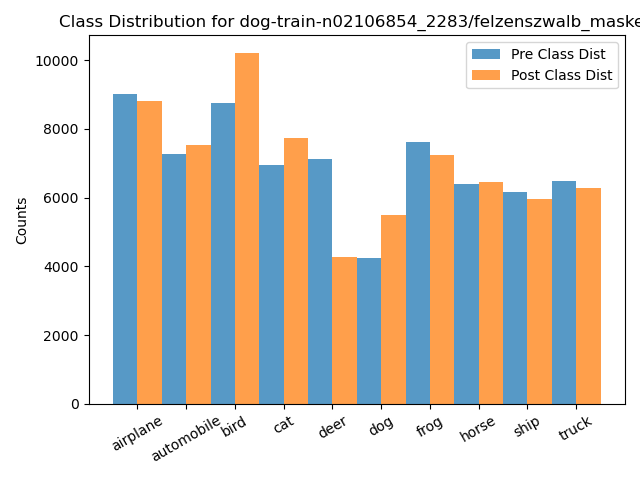 Class Distribution for dog-train-n02106854_2283/felzenszwalb_maske
Pre Class Dist
Post Class Dist
10000
8000
6000
4000
2000
0
Counts
airplane
automobile
bird
cat
deer
dog
frog
horse
ship
truck